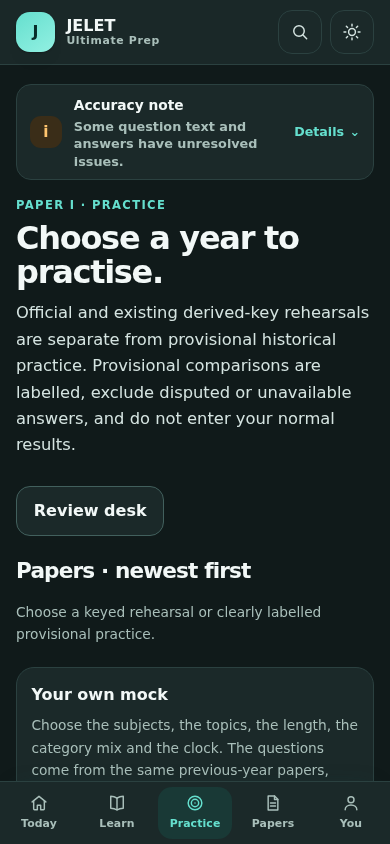 J
JELET
Ultimate Prep
i
Accuracy note
Some question text and
answers have unresolved
issues.
Details
PAPER I · PRACTICE
Choose a year to
practise.
Official and existing derived-key rehearsals
are separate from provisional historical
practice. Provisional comparisons are
labelled, exclude disputed or unavailable
answers, and do not enter your normal
results.
Review desk
Papers · newest first
Choose a keyed rehearsal or clearly labelled
provisional practice.
Your own mock
Choose the subjects, the topics, the length, the
category mix and the clock. The questions
come from the same previous-year papers,
Today
Learn
Practice
Papers
You